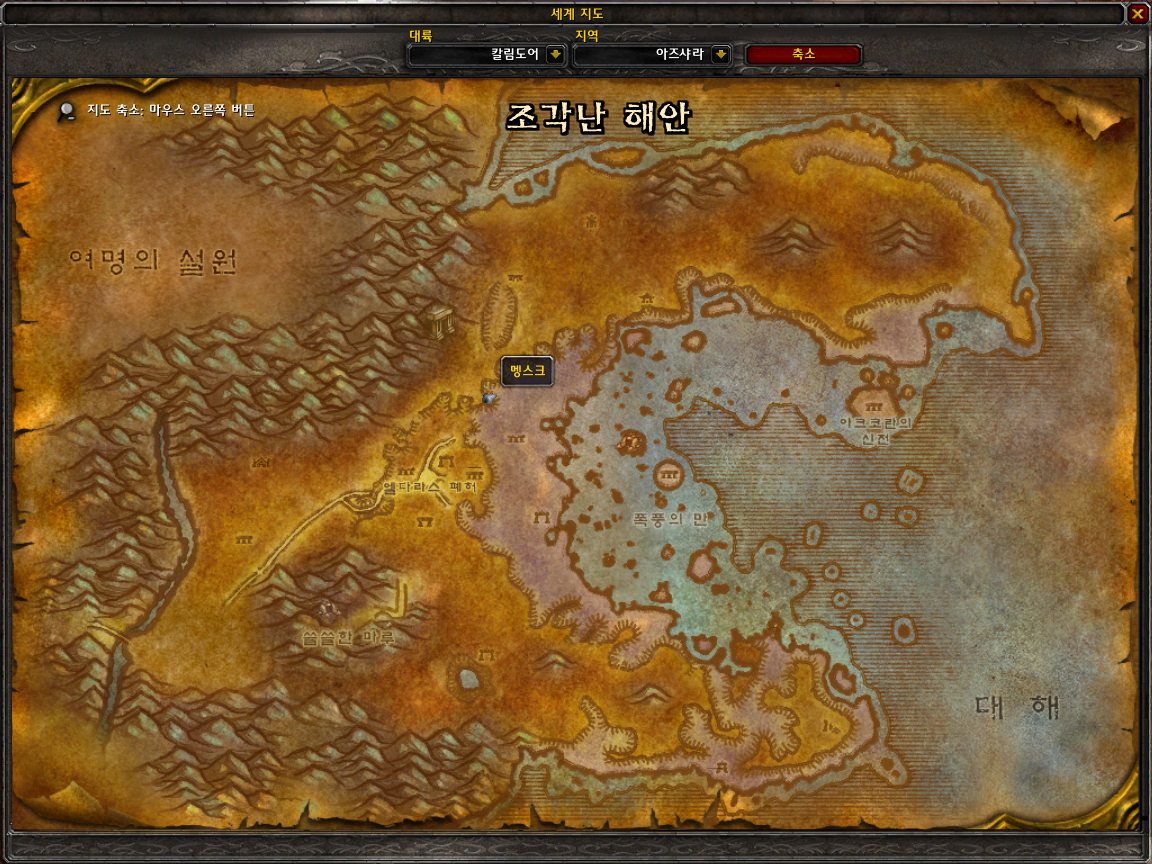 세계 지도
대륙
지역
칼림도어
아즈샤라
축소
지도 축소: 마우스 오른쪽 버튼
조각난 해안
여명의 설원
멩스크
아크코란의
신전
엘다라스 폐허
폭풍의 만
쓸쓸한 마루
대 해